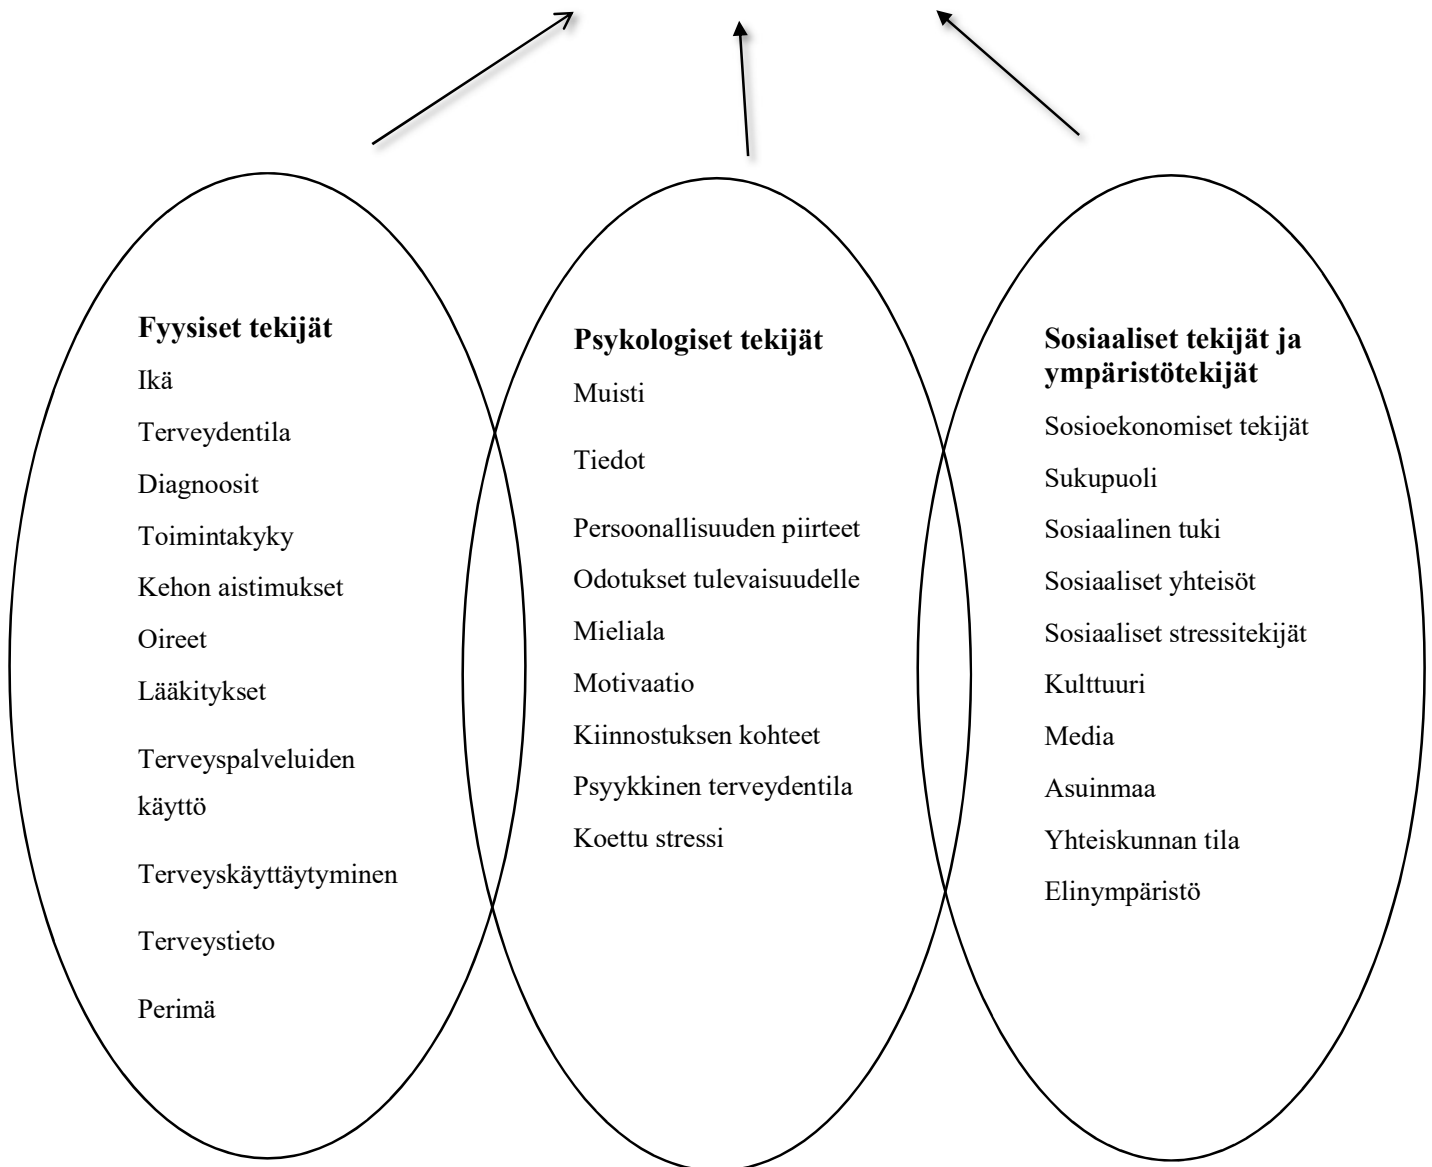 Fyysiset tekijät
Ikä
Terveydentila
Diagnoosit
Toimintakyky
Kehon aistimukset
Oireet
Lääkitykset
Terveyspalveluiden
käyttö
Terveyskäyttäytyminen
Terveystieto
Perimä
Psykologiset tekijät
Muisti
Tiedot
Persoonallisuuden piirteet
Odotukset tulevaisuudelle
Mieliala
Motivaatio
Kiinnostuksen kohteet
Psyykkinen terveydentila
Koettu stressi
Sosiaaliset tekijät ja
ympäristötekijät
Sosioekonomiset tekijät
Sukupuoli
Sosiaalinen tuki
Sosiaaliset yhteisöt
Sosiaaliset stressitekijät
Kulttuuri
Media
Asuinmaa
Yhteiskunnan tila
Elinympäristö